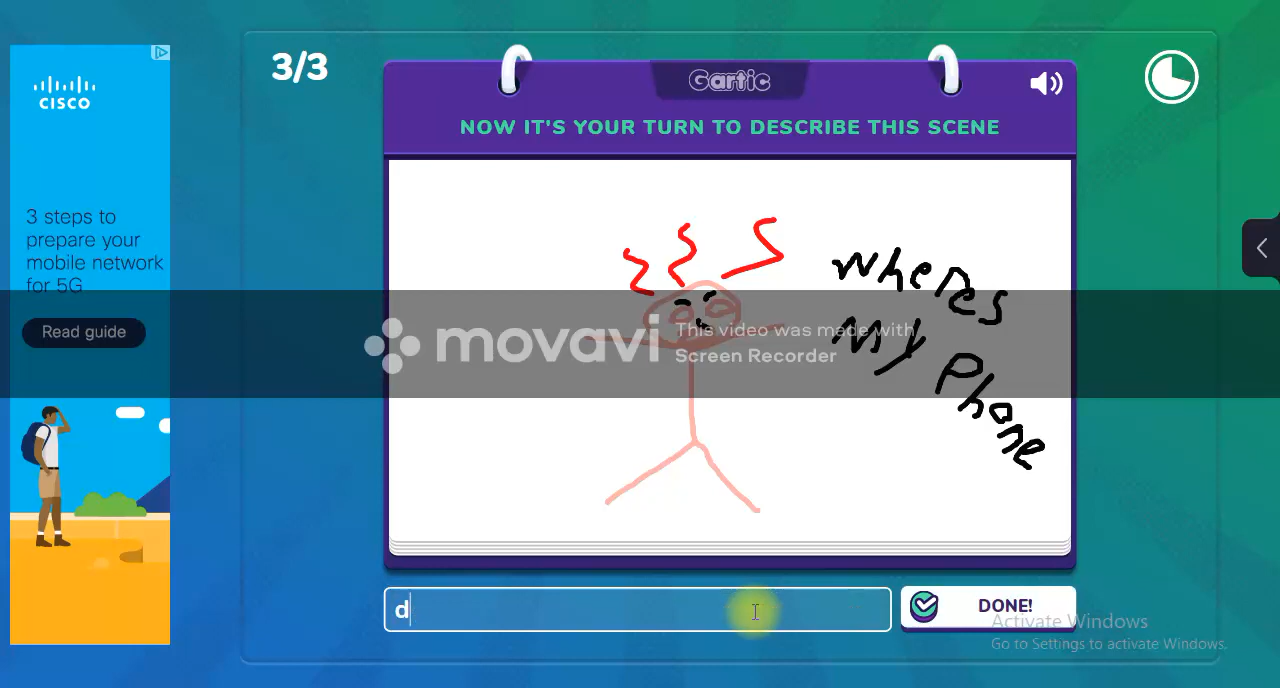 CISCO
3 steps to
prepare your
mobile network
for 5G
Read guide
3/3
Gartic
NOW IT'S YOUR TURN TO DESCRIBE THIS SCENE
wheres
My Phone
movavi
This video was made with
Screen Recorder
d
DONE!
Activate Windows
Go to Settings to activate Windows.